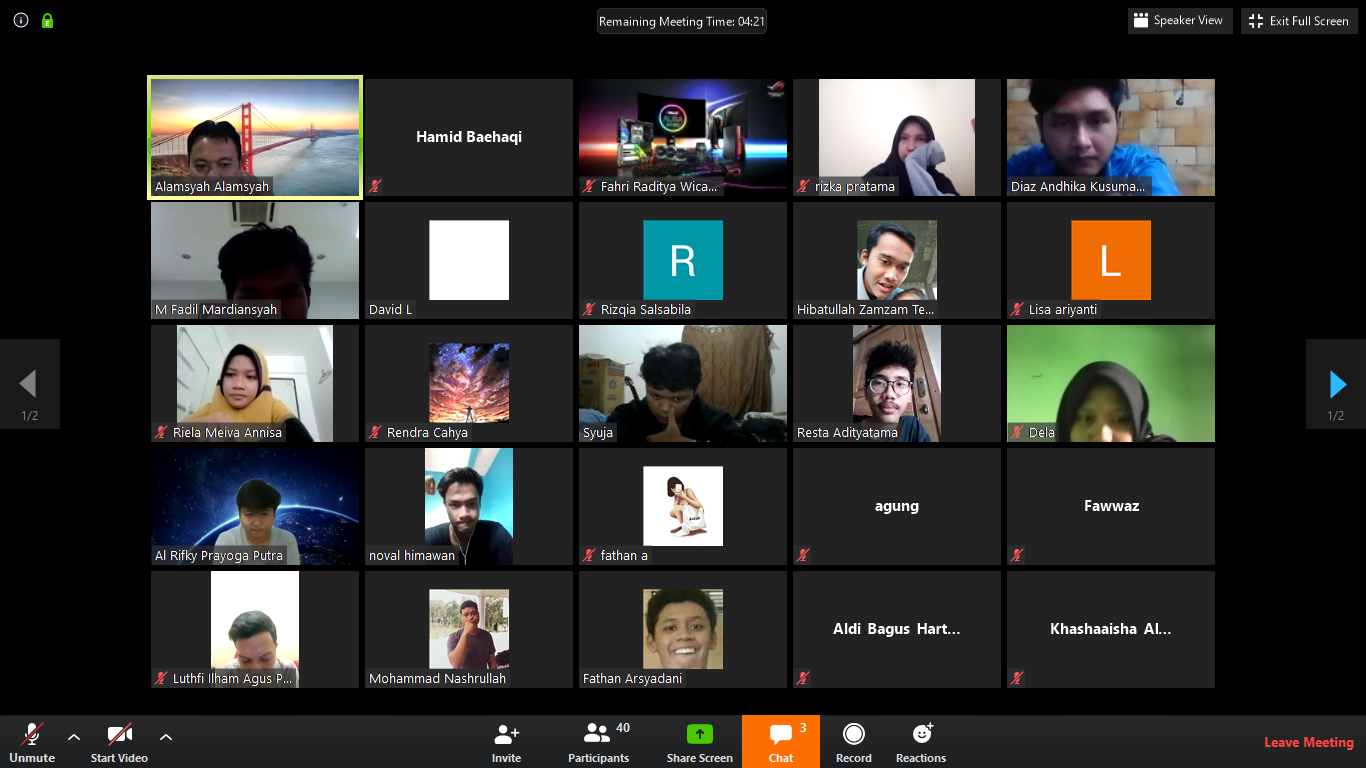 Remaining Meeting Time: 04:21
Speaker View
Exit Full Screen
Alamsyah Alamsyah
Hamid Baehaqi
Fahri Raditya Wica...
rizka pratama
Diaz Andhika Kusuma...
M Fadil Mardiansyah
David L
R
Rizqia Salsabila
Hibatullah Zamzam Te...
L
Lisa ariyanti
1/2
1/2
Riela Meiva Annisa
Rendra Cahya
Syuja
Resta Adityatama
Dela
Al Rifky Prayoga Putra
noval himawan
fathan a
agung
Fawwaz
Luthfi Ilham Agus P...
Mohammad Nashrullah
Fathan Arsyadani
Aldi Bagus Hart...
Khashaaisha Al...
Unmute
Start Video
Invite
40
Participants
Share Screen
3
Chat
Record
Reactions
Leave Meeting